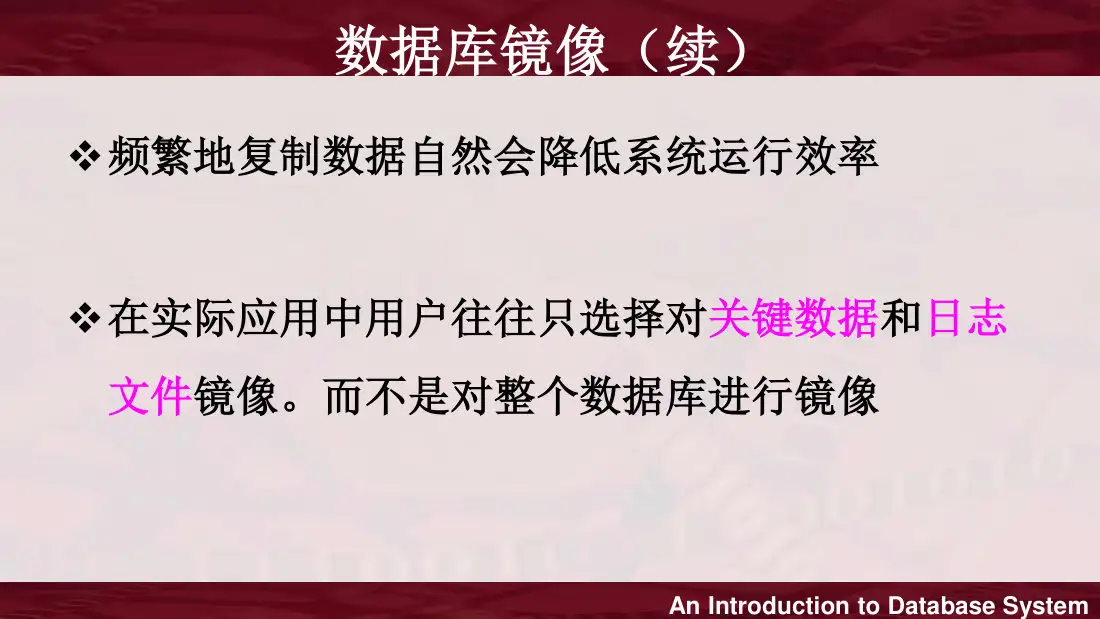 数据库镜像（续）
❖频繁地复制数据自然会降低系统运行效率
❖在实际应用中用户往往只选择对关键数据和日志
文件镜像。而不是对整个数据库进行镜像
An Introduction to Database System